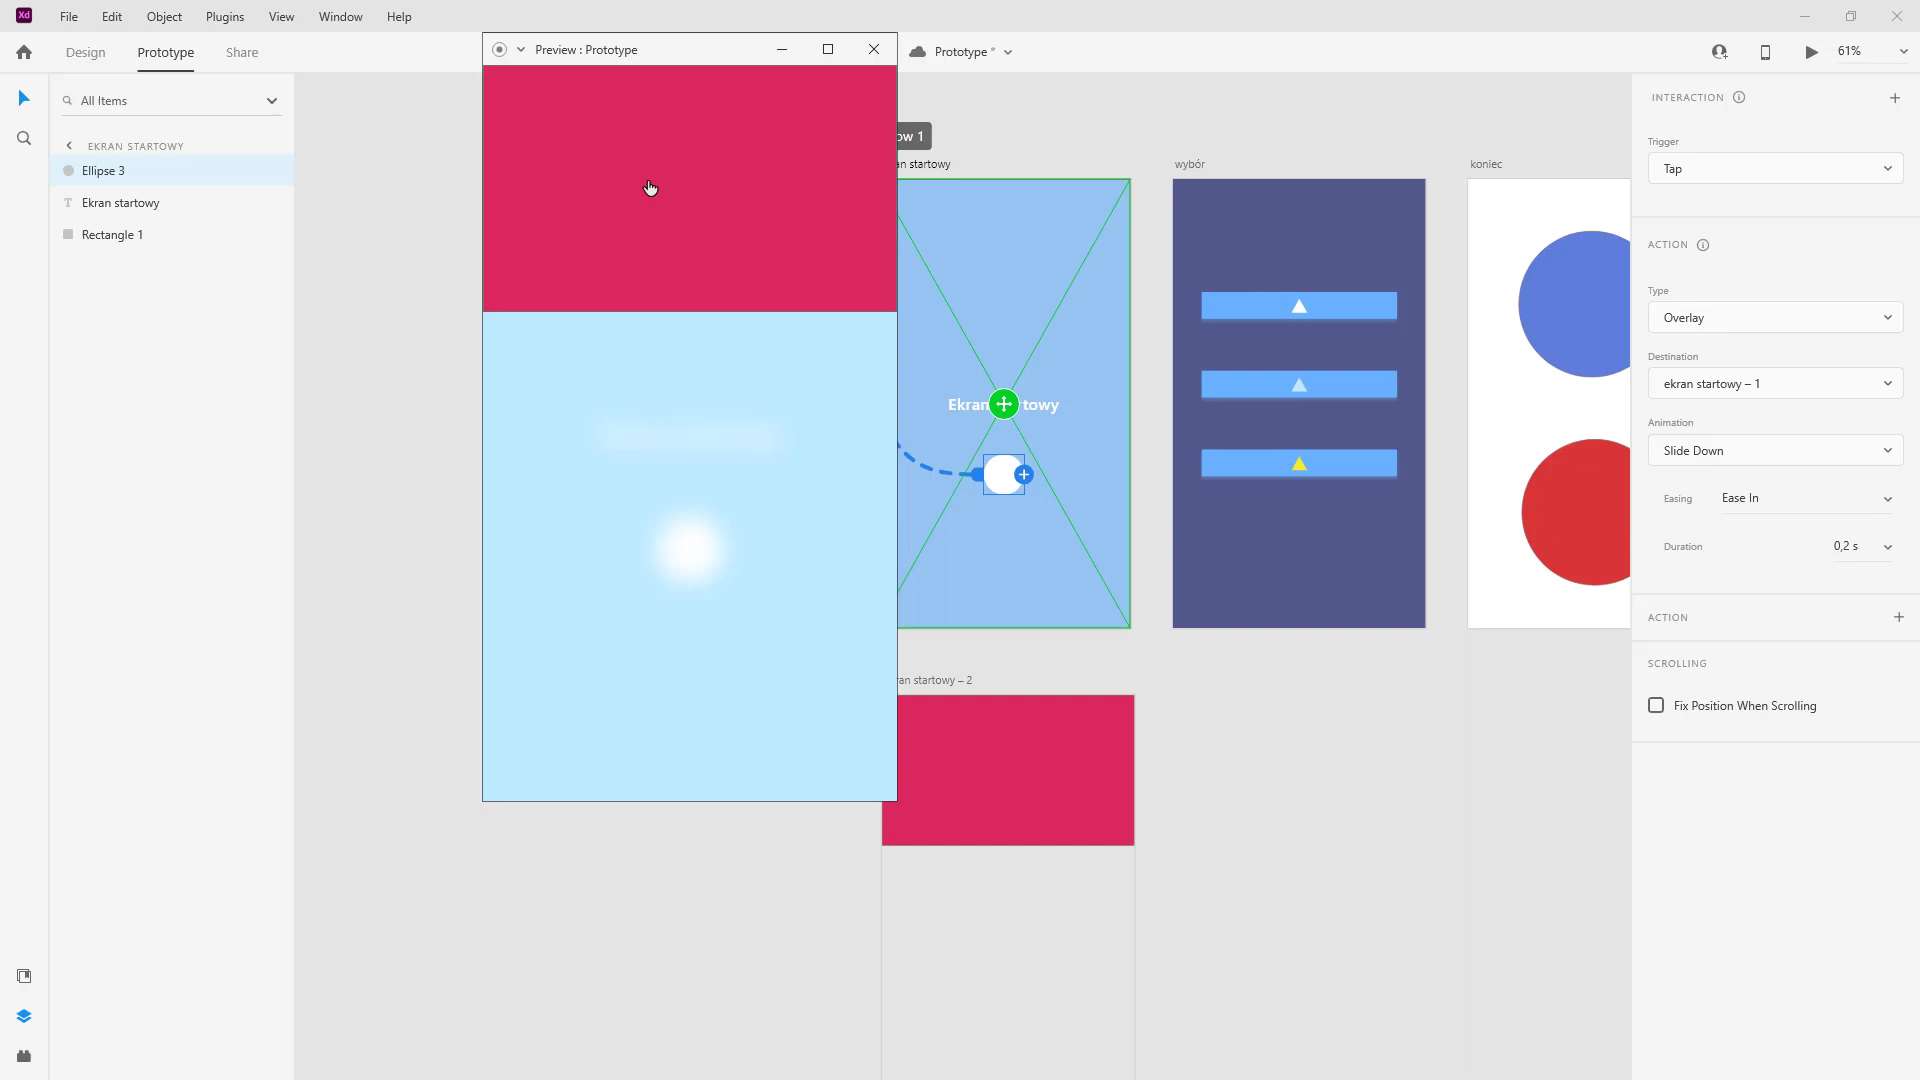 Xd File Edit Object Plugins View Window Help
Design Prototype Share
Preview : Prototype
Prototype *
61%
All Items
EKRAN STARTOWY
Ellipse 3
Ekran startowy
Rectangle 1
ow 1
an startowy
wybór
koniec
Ekran rtowy
ran startowy – 2
INTERACTION
Trigger
Tap
ACTION
Type
Overlay
Destination
ekran startowy – 1
Animation
Slide Down
Easing Ease In
Duration 0,2 s
ACTION
SCROLLING
Fix Position When Scrolling